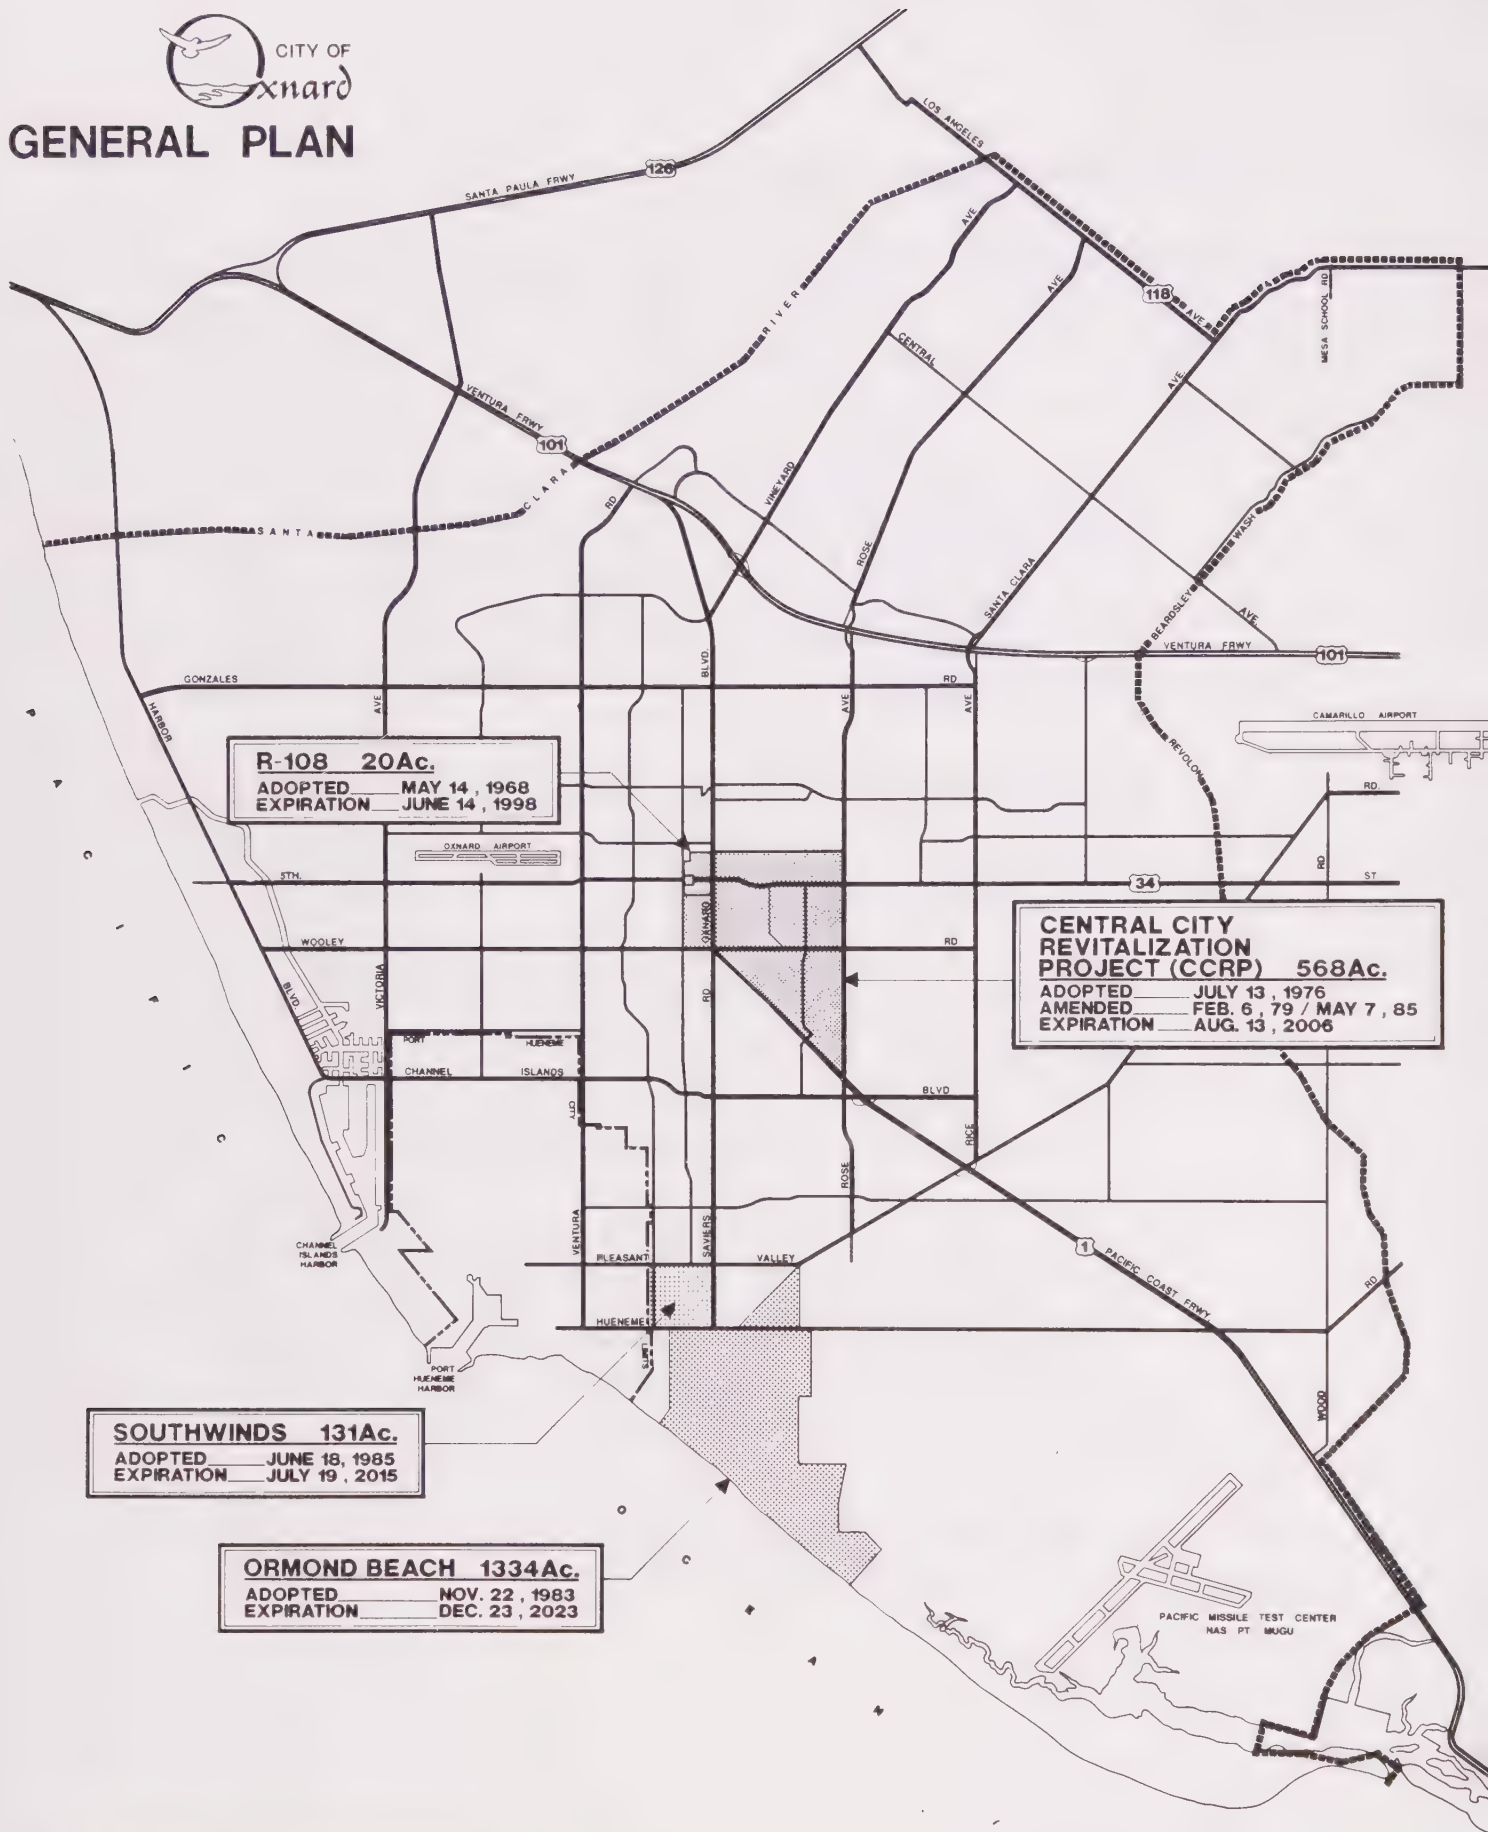 CITY OF
Oxnard
GENERAL PLAN
LOS ANGELES
126
SANTA PAULA FRWY
AVE
AVE
118
AVE.
MESA SCHOOL RD
RIVER
CENTRAL
AVE.
VENTURA FRWY
101
CLARA
SANTA
RD
VINEYARD
ROSE
WASH
SANTA CLARA
BEARDSLEY
AVE.
VENTURA FRWY
101
BLVD.
GONZALES
RD
AVE
AVE
AVE
HARBOR
CAMARILLO AIRPORT
REVOLON
R-108 20Ac.
ADOPTED MAY 14, 1968
EXPIRATION JUNE 14, 1998
RD.
OXNARD AIRPORT
RD
5TH.
34
ST
OXNARD
WOOLEY
RD
CENTRAL CITY
REVITALIZATION
PROJECT (CCRP) 568Ac.
ADOPTED JULY 13, 1976
AMENDED FEB. 6, 79 / MAY 7, 85
EXPIRATION AUG. 13, 2006
VICTORIA
BLVD.
RD
PORT
HUENEME
CHANNEL
ISLANDS
BLVD
CITY
RICE
ROSE
VENTURA
SAVIERS
CHANNEL
ISLANDS
HARBOR
PLEASANT
VALLEY
1
PACIFIC COAST FRWY
RD
HUENEME
LIMITS
PORT
HUENEME
HARBOR
WOOD
SOUTHWINDS 131Ac.
ADOPTED JUNE 18, 1985
EXPIRATION JULY 19, 2015
ORMOND BEACH 1334Ac.
ADOPTED NOV. 22, 1983
EXPIRATION DEC. 23, 2023
PACIFIC MISSILE TEST CENTER
NAS PT MUGU
PACIFIC
OCEAN